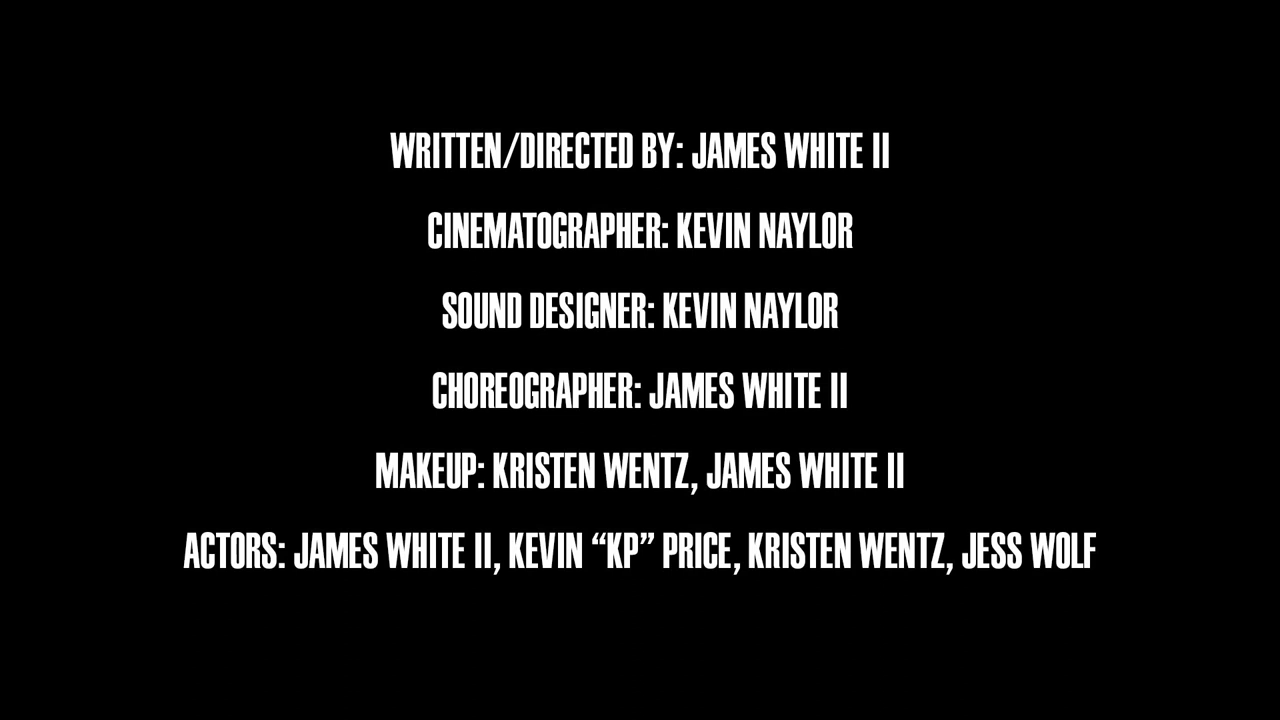 WRITTEN/DIRECTED BY: JAMES WHITE II
CINEMATOGRAPHER: KEVIN NAYLOR
SOUND DESIGNER: KEVIN NAYLOR
CHOREOGRAPHER: JAMES WHITE II
MAKEUP: KRISTEN WENTZ, JAMES WHITE II
ACTORS: JAMES WHITE II, KEVIN “KP” PRICE, KRISTEN WENTZ, JESS WOLF